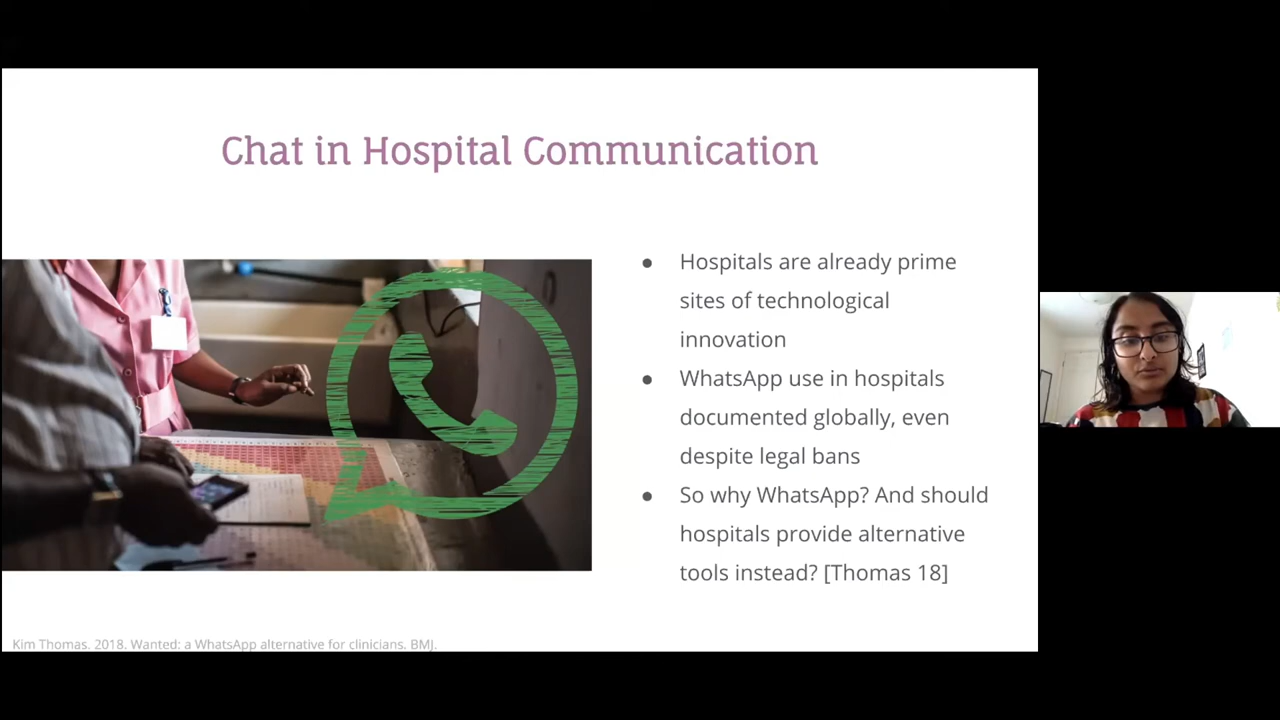 Chat in Hospital Communication
● Hospitals are already prime
sites of technological
innovation
● WhatsApp use in hospitals
documented globally, even
despite legal bans
● So why WhatsApp? And should
hospitals provide alternative
tools instead? [Thomas 18]
Kim Thomas. 2018. Wanted: a WhatsApp alternative for clinicians. BMJ.